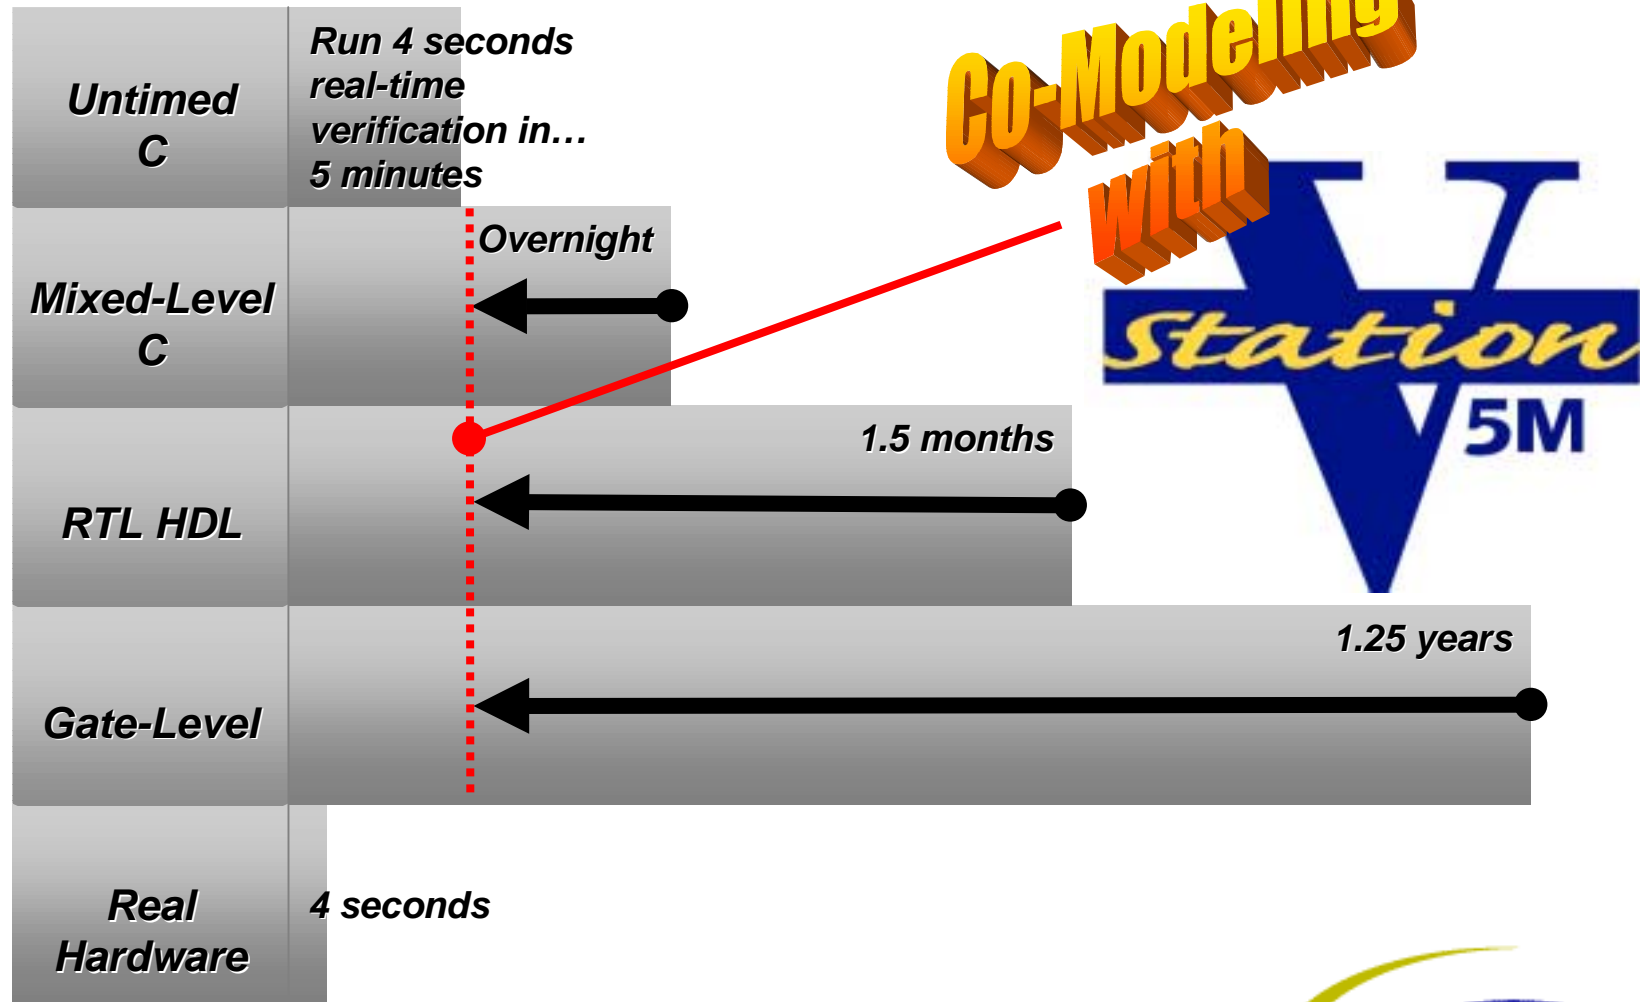 Untimed
C
Run 4 seconds
real-time
verification in…
5 minutes
Co-Modeling
with
Mixed-Level
C
Overnight
V
Station
5M
RTL HDL
1.5 months
Gate-Level
1.25 years
Real
Hardware
4 seconds